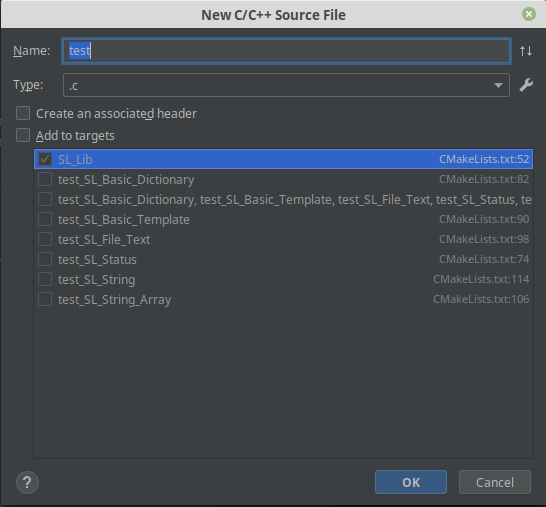 New C/C++ Source File
Name: test
Type: .c
Create an associated header
Add to targets
SL_Lib CMakeLists.txt:52
test_SL_Basic_Dictionary CMakeLists.txt:82
test_SL_Basic_Dictionary, test_SL_Basic_Template, test_SL_File_Text, test_SL_Status, te
test_SL_Basic_Template CMakeLists.txt:90
test_SL_File_Text CMakeLists.txt:98
test_SL_Status CMakeLists.txt:74
test_SL_String CMakeLists.txt:114
test_SL_String_Array CMakeLists.txt:106
? OK Cancel